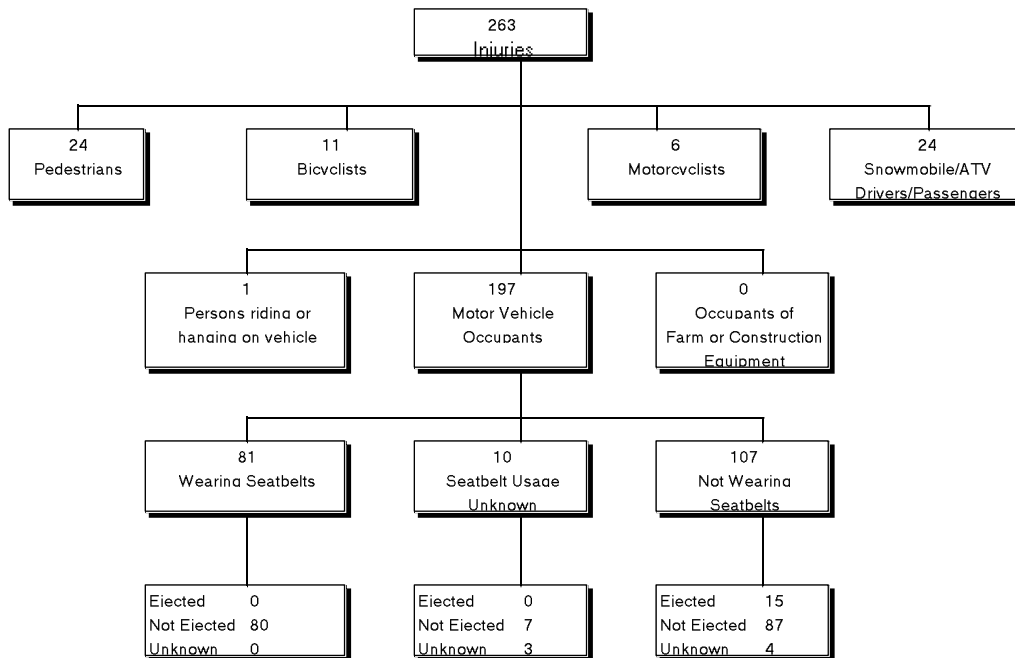 263
Injuries
24
Pedestrians
11
Bicyclists
6
Motorcyclists
24
Snowmobile/ATV
Drivers/Passengers
1
Persons riding or
hanging on vehicle
197
Motor Vehicle
Occupants
0
Occupants of
Farm or Construction
Equipment
81
Wearing Seatbelts
10
Seatbelt Usage
Unknown
107
Not Wearing
Seatbelts
Ejected 0
Not Ejected 80
Unknown 0
Ejected 0
Not Ejected 7
Unknown 3
Ejected 15
Not Ejected 87
Unknown 4